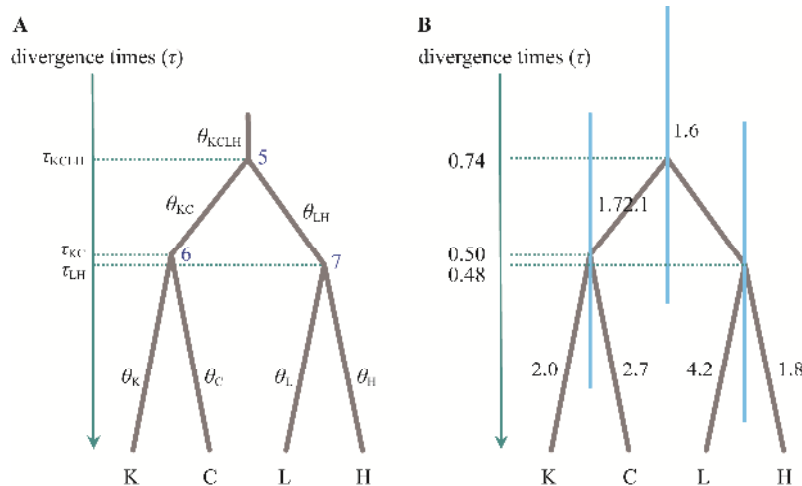 A
divergence times (τ)
θKCLH
τKCLH
5
θKC
θLH
τKC
6
τLH
7
θK
θC
θL
θH
K C L H
B
divergence times (τ)
1.6
0.74
1.72.1
0.50
0.48
2.0
2.7
4.2
1.8
K C L H